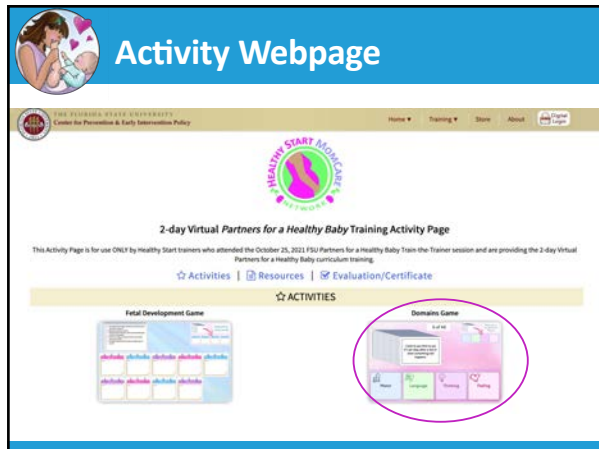 Activity Webpage
THE FLORIDA STATE UNIVERSITY
Center for Prevention & Early Intervention Policy
Home ▼ Training ▼ Store About Digital Login
HEALTHY START MOMCARE
NETWORK
2-day Virtual Partners for a Healthy Baby Training Activity Page
This Activity Page is for use ONLY by Healthy Start trainers who attended the October 25, 2021 FSU Partners for a Healthy Baby Train-the-Trainer session and are providing the 2-day Virtual
Partners for a Healthy Baby curriculum training.
Activities | Resources | Evaluation/Certificate
ACTIVITIES
Fetal Development Game Domains Game
Motor Language Thinking Feeling